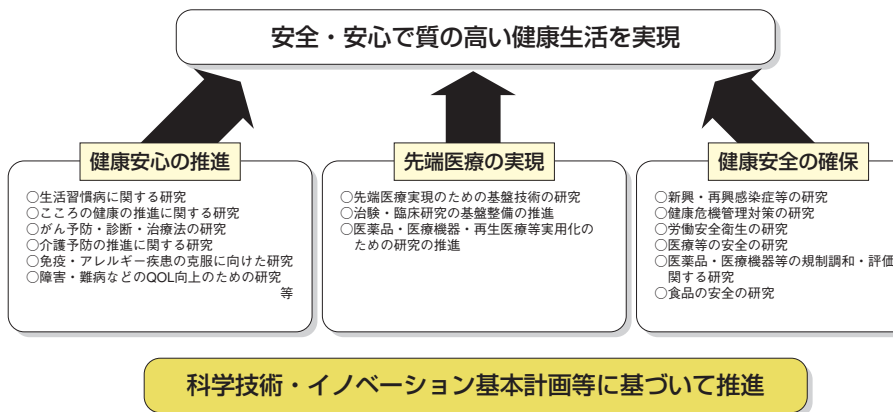 安全・安心で質の高い健康生活を実現
健康安心の推進
○生活習慣病に関する研究
○こころの健康の推進に関する研究
○がん予防・診断・治療法の研究
○介護予防の推進に関する研究
○免疫・アレルギー疾患の克服に向けた研究
○障害・難病などのQOL向上のための研究
等
先端医療の実現
○先端医療実現のための基盤技術の研究
○治験・臨床研究の基盤整備の推進
○医薬品・医療機器・再生医療等実用化の
ための研究の推進
健康安全の確保
○新興・再興感染症等の研究
○健康危機管理対策の研究
○労働安全衛生の研究
○医療等の安全の研究
○医薬品・医療機器等の規制調和・評価
関する研究
○食品の安全の研究
科学技術・イノベーション基本計画等に基づいて推進